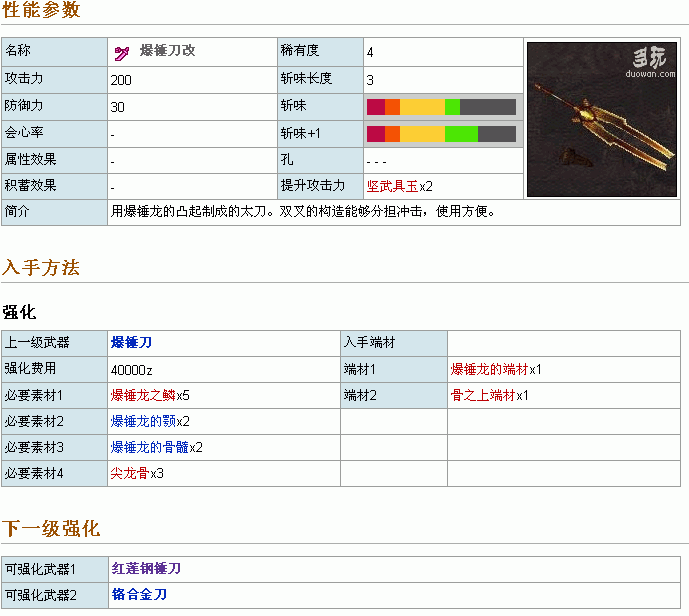 性能参数
名称 爆锤刀改 稀有度 4
攻击力 200 斩味长度 3
防御力 30 斩味
会心率 - 斩味+1
属性效果 - 孔 - - -
积蓄效果 - 提升攻击力 坚武具玉x2
简介 用爆锤龙的凸起制成的太刀。双叉的构造能够分担冲击，使用方便。
多玩
duowan.com
入手方法
强化
上一级武器 爆锤刀 入手端材
强化费用 40000z 端材1 爆锤龙的端材x1
必要素材1 爆锤龙之鳞x5 端材2 骨之上端材x1
必要素材2 爆锤龙的颚x2
必要素材3 爆锤龙的骨髓x2
必要素材4 尖龙骨x3
下一级强化
可强化武器1 红莲钢锤刀
可强化武器2 铬合金刀